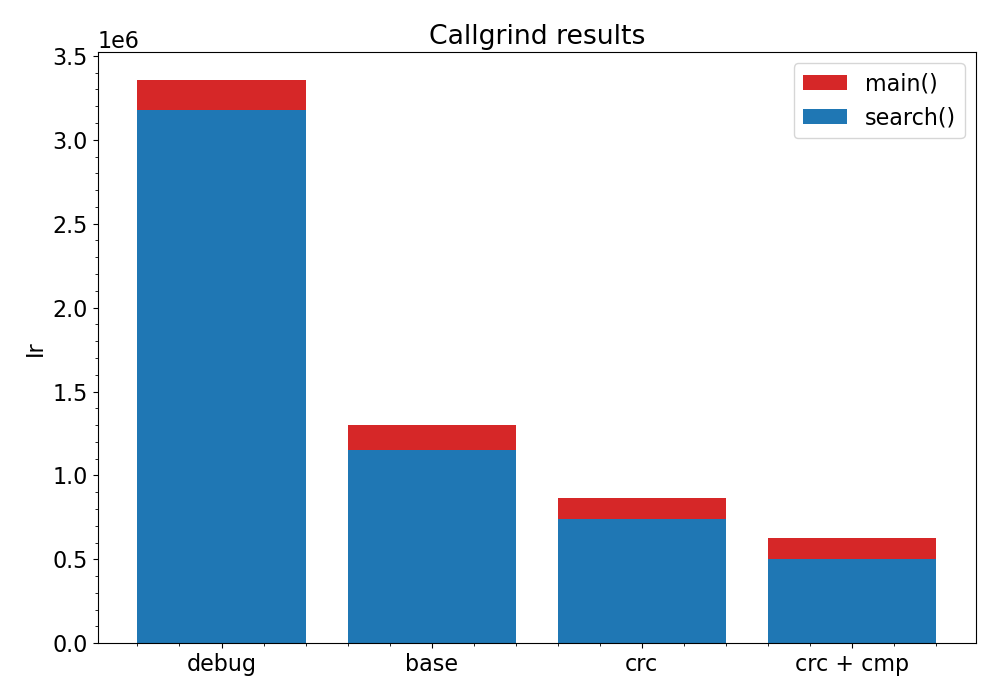 Callgrind results
1e6
3.5
3.0
2.5
2.0
1.5
1.0
0.5
0.0
Ir
main()
search()
debug
base
crc
crc + cmp